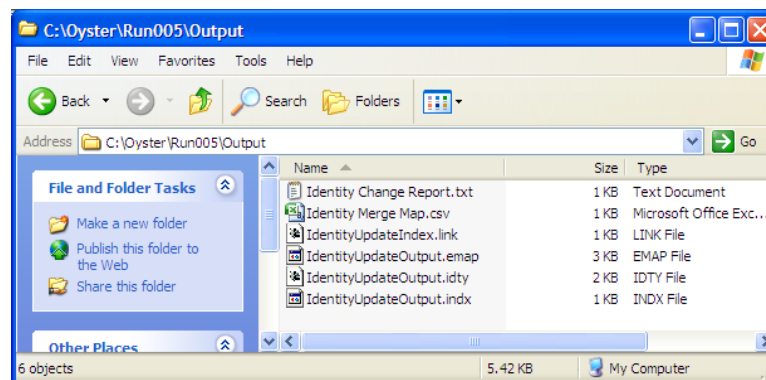 C:\Oyster\Run005\Output
File Edit View Favorites Tools Help
Back Search Folders
Address C:\Oyster\Run005\Output Go
File and Folder Tasks
Make a new folder
Publish this folder to
the Web
Share this folder
Other Places
Name Size Type
Identity Change Report.txt 1 KB Text Document
Identity Merge Map.csv 1 KB Microsoft Office Exc...
IdentityUpdateIndex.link 1 KB LINK File
IdentityUpdateOutput.emap 3 KB EMAP File
IdentityUpdateOutput.idty 2 KB IDTY File
IdentityUpdateOutput.indx 1 KB INDX File
6 objects 5.42 KB My Computer